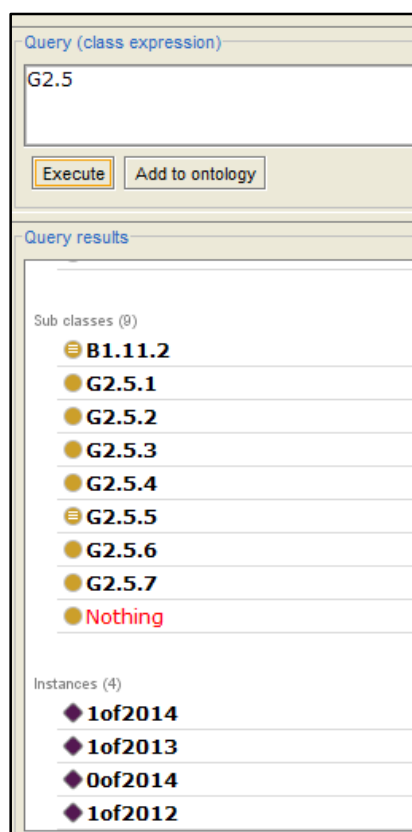 Query (class expression)
G2.5
Execute Add to ontology
Query results
Sub classes (9)
B1.11.2
G2.5.1
G2.5.2
G2.5.3
G2.5.4
G2.5.5
G2.5.6
G2.5.7
Nothing
Instances (4)
1of2014
1of2013
0of2014
1of2012